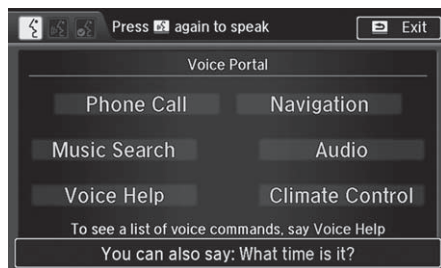 Press again to speak Exit
Voice Portal
Phone Call Navigation
Music Search Audio
Voice Help Climate Control
To see a list of voice commands, say Voice Help
You can also say: What time is it?